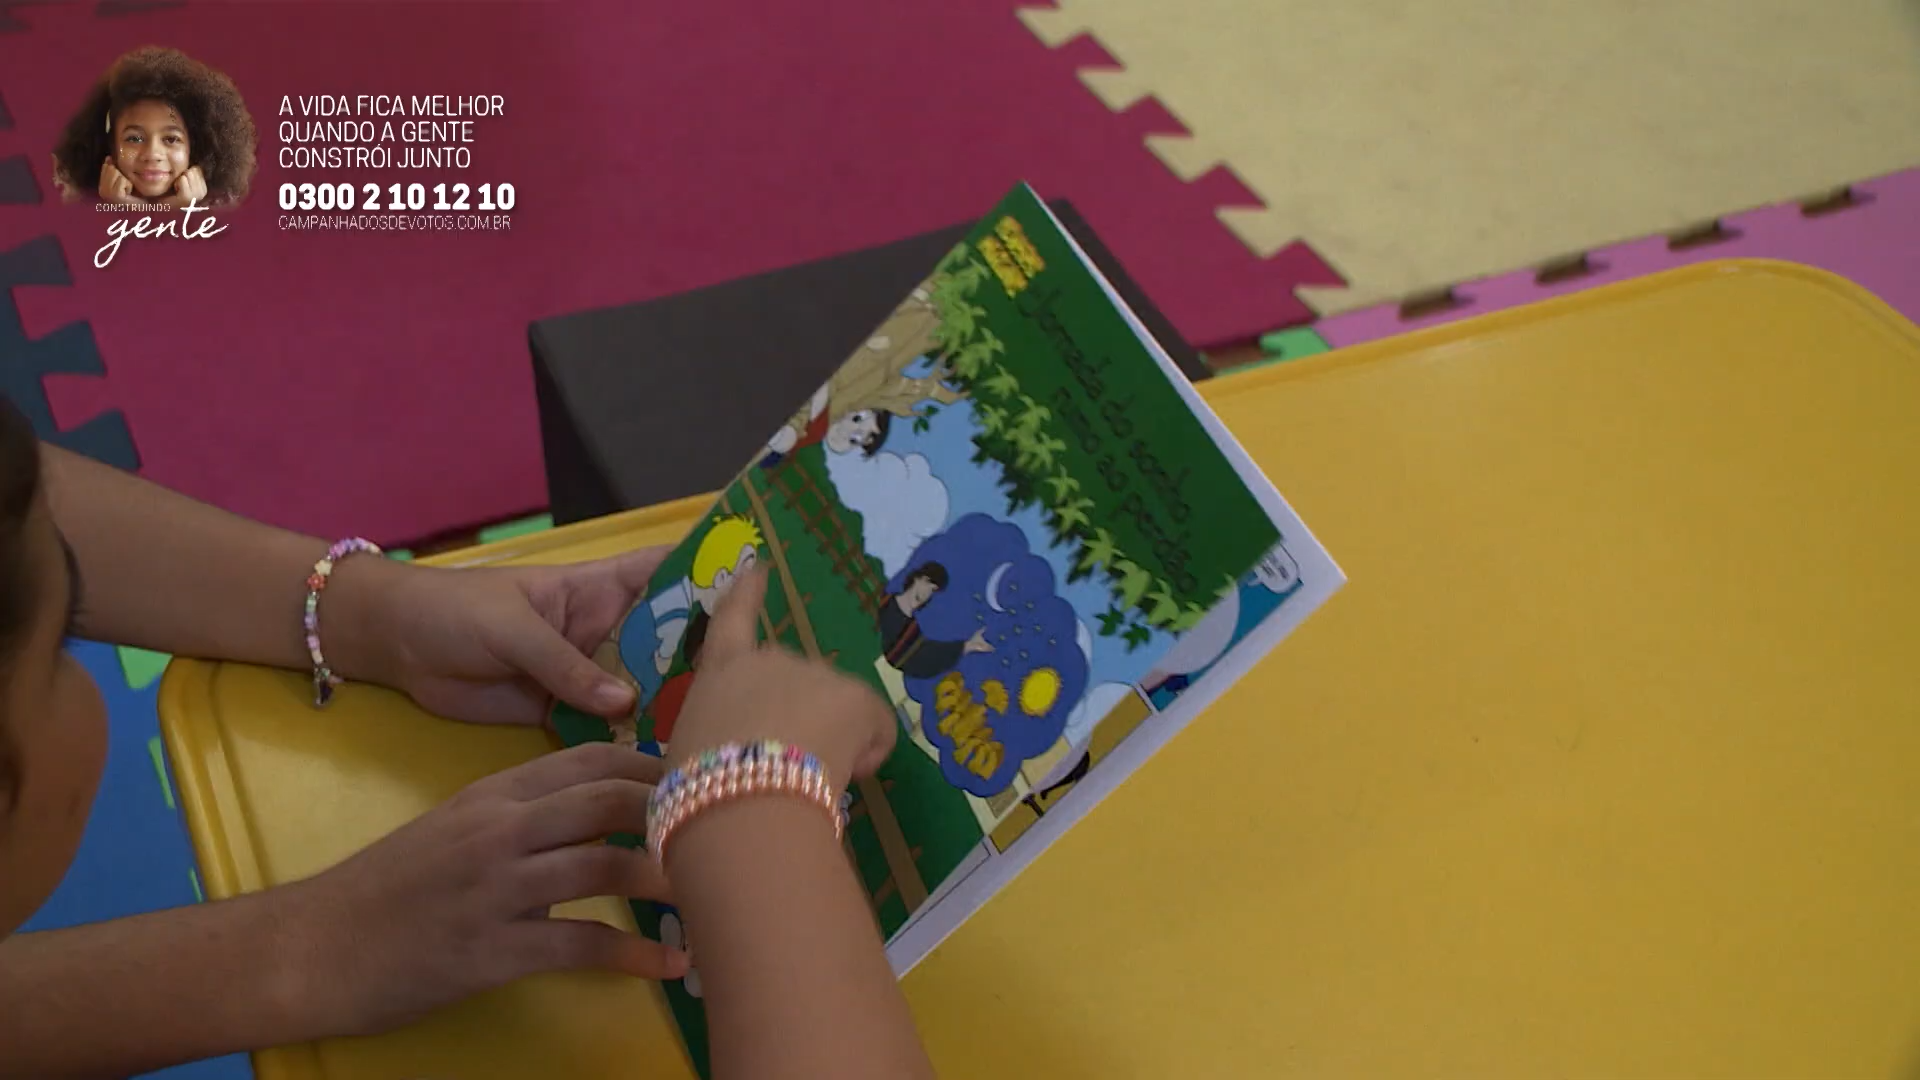 A VIDA FICA MELHOR
QUANDO A GENTE
CONSTRÓI JUNTO
0300 2 10 12 10
CAMPANHADOSDEVOTOS.COM.BR
CONSTRUINDO
gente
Jornada do sonho,
rumo ao perdão